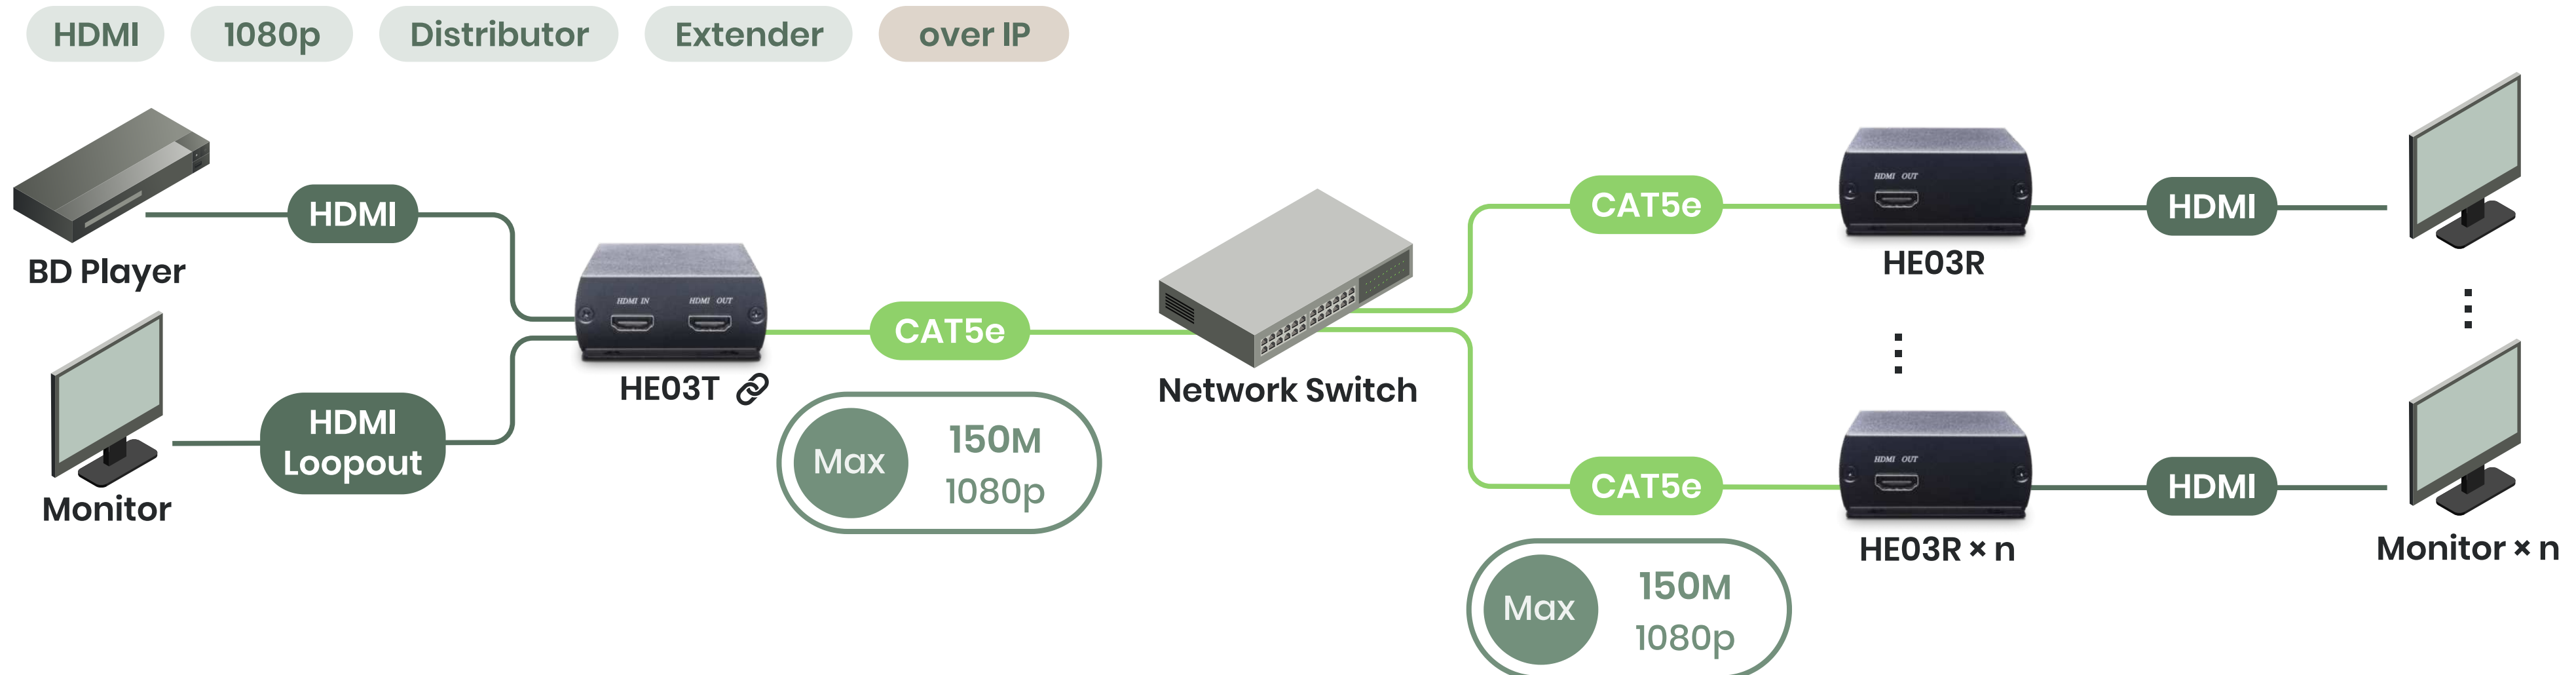 HDMI
1080p
Distributor
Extender
over IP
BD Player
HDMI
Monitor
HDMI
Loopout
HDMI IN
HDMI OUT
HE03T
CAT5e
Max
150M
1080p
Network Switch
CAT5e
HDMI OUT
HE03R
HDMI
CAT5e
Max
150M
1080p
HDMI OUT
HE03R × n
HDMI
Monitor × n